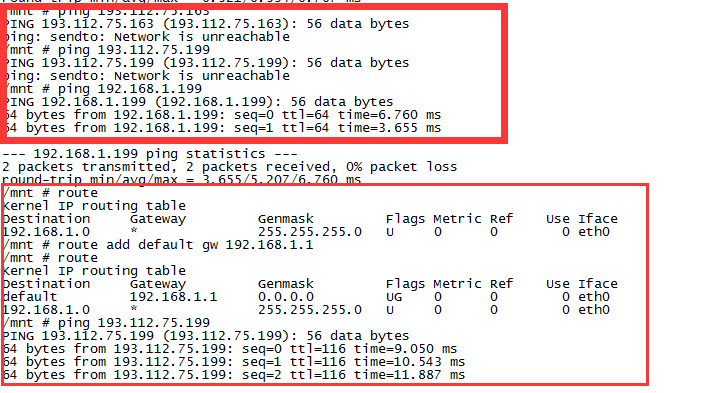 round-trip min/avg/max = 6.521/6.594/6.767 ms
/mnt # ping 193.112.75.163
PING 193.112.75.163 (193.112.75.163): 56 data bytes
ping: sendto: Network is unreachable
/mnt # ping 193.112.75.199
PING 193.112.75.199 (193.112.75.199): 56 data bytes
ping: sendto: Network is unreachable
/mnt # ping 192.168.1.199
PING 192.168.1.199 (192.168.1.199): 56 data bytes
64 bytes from 192.168.1.199: seq=0 ttl=64 time=6.760 ms
64 bytes from 192.168.1.199: seq=1 ttl=64 time=3.655 ms
--- 192.168.1.199 ping statistics ---
2 packets transmitted, 2 packets received, 0% packet loss
round-trip min/avg/max = 3.655/5.207/6.760 ms
/mnt # route
Kernel IP routing table
Destination Gateway Genmask Flags Metric Ref Use Iface
192.168.1.0 * 255.255.255.0 U 0 0 0 eth0
/mnt # route add default gw 192.168.1.1
/mnt # route
Kernel IP routing table
Destination Gateway Genmask Flags Metric Ref Use Iface
default 192.168.1.1 0.0.0.0 UG 0 0 0 eth0
192.168.1.0 * 255.255.255.0 U 0 0 0 eth0
/mnt # ping 193.112.75.199
PING 193.112.75.199 (193.112.75.199): 56 data bytes
64 bytes from 193.112.75.199: seq=0 ttl=116 time=9.050 ms
64 bytes from 193.112.75.199: seq=1 ttl=116 time=10.543 ms
64 bytes from 193.112.75.199: seq=2 ttl=116 time=11.887 ms